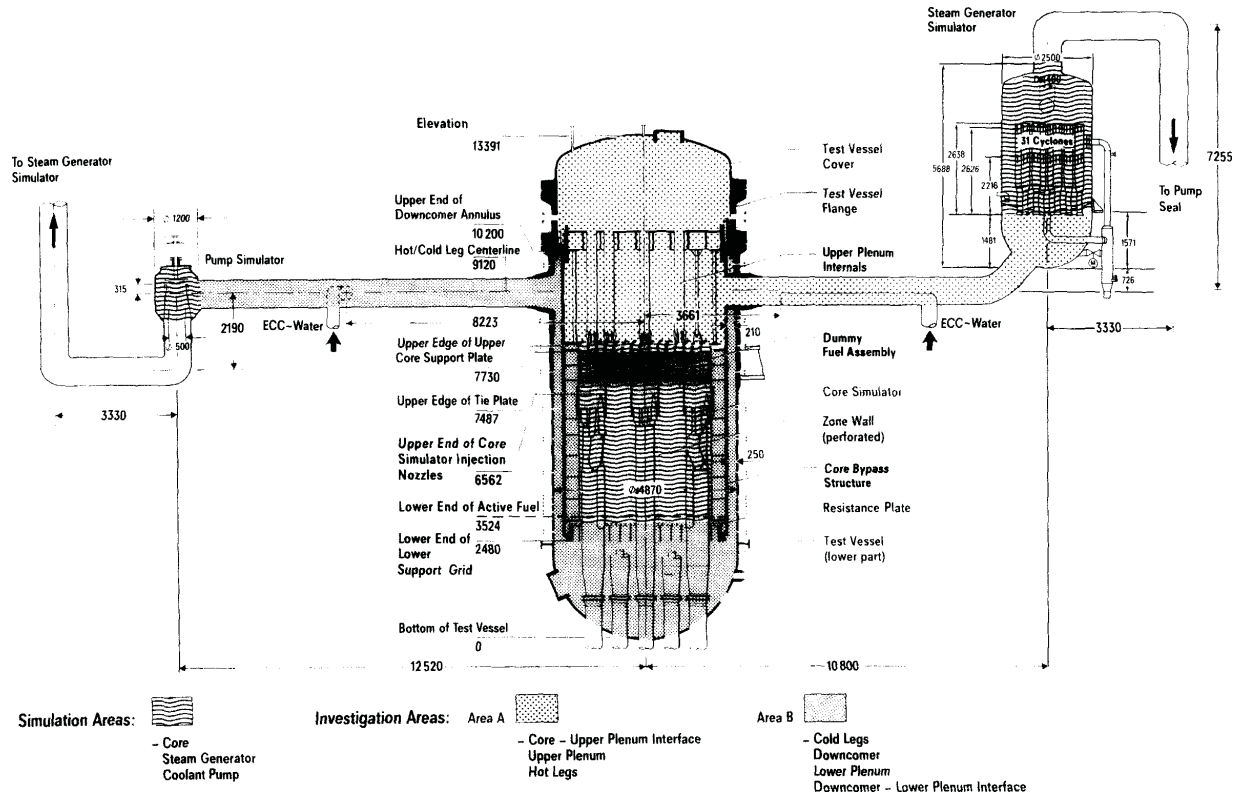 Steam Generator
Simulator
∅2500
31 Cyclones
2638
2626
5688
2216
1481
1571
726
7255
To Pump
Seal
3330
ECC-Water
To Steam Generator
Simulator
∅1200
Pump Simulator
315
2190
∅500
ECC-Water
3330
Elevation
13391
Upper End of
Downcomer Annulus
10200
Hot/Cold Leg Centerline
9120
8223
3661
210
Upper Edge of Upper
Core Support Plate
7730
Upper Edge of Tie Plate
7487
Upper End of Core
Simulator Injection
Nozzles
6562
250
∅4870
Lower End of Active Fuel
3524
Lower End of
Lower
2480
Support Grid
Bottom of Test Vessel
0
Test Vessel
Cover
Test Vessel
Flange
Upper Plenum
Internals
Dummy
Fuel Assembly
Core Simulator
Zone Wall
(perforated)
Core Bypass
Structure
Resistance Plate
Test Vessel
(lower part)
12520
10800
Simulation Areas:
- Core
Steam Generator
Coolant Pump
Investigation Areas: Area A
- Core - Upper Plenum Interface
Upper Plenum
Hot Legs
Area B
- Cold Legs
Downcomer
Lower Plenum
Downcomer - Lower Plenum Interface